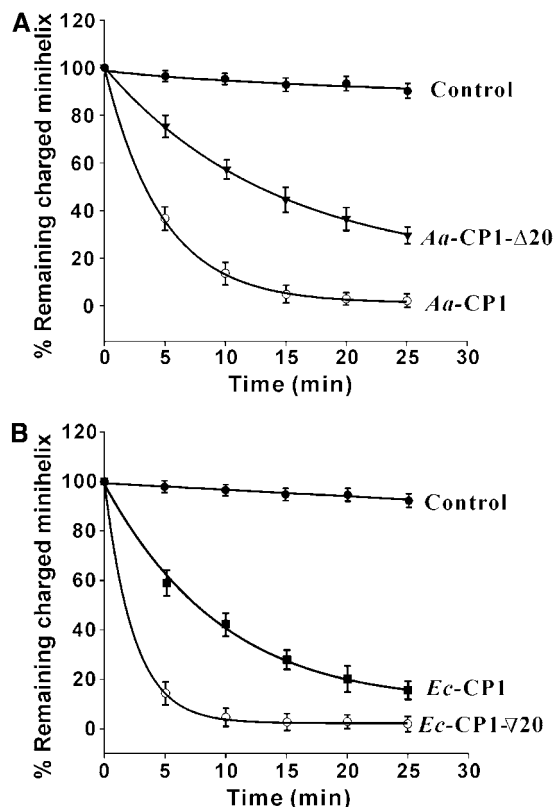 A
% Remaining charged minihelix
120
100
80
60
40
20
0
Control
Aa-CP1-Δ20
Aa-CP1
0 5 10 15 20 25 30
Time (min)
B
% Remaining charged minihelix
120
100
80
60
40
20
0
Control
Ec-CP1
Ec-CP1-∇20
0 5 10 15 20 25 30
Time (min)